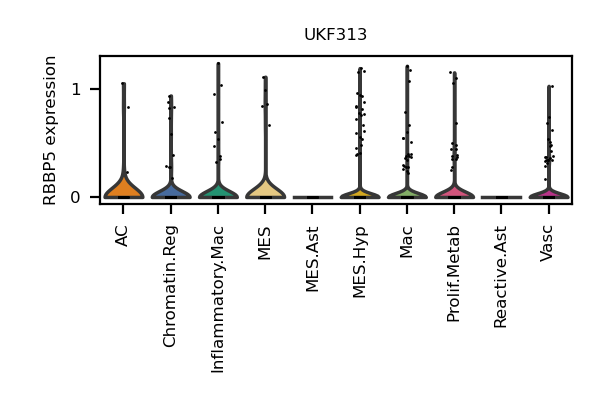 UKF313
RBBP5 expression
1
0
AC
Chromatin.Reg
Inflammatory.Mac
MES
MES.Ast
MES.Hyp
Mac
Prolif.Metab
Reactive.Ast
Vasc